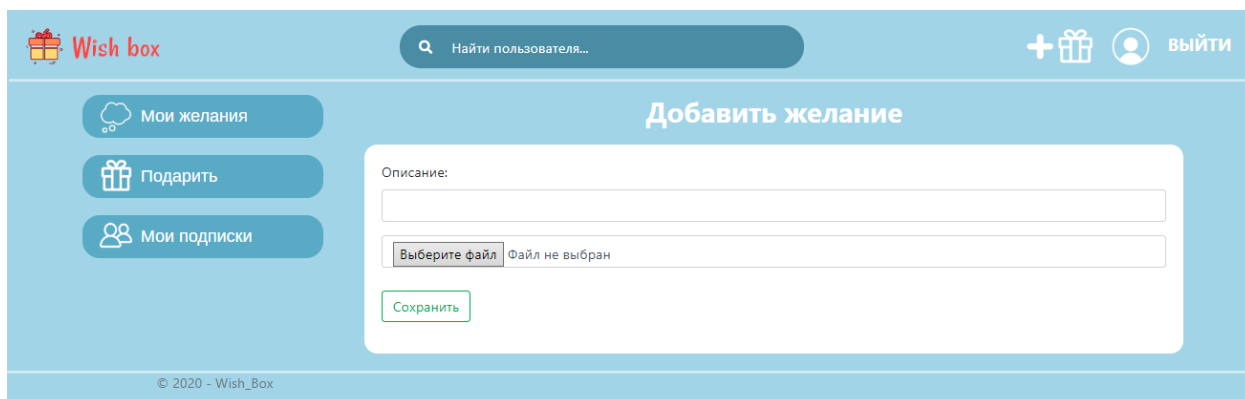 Wish box
Найти пользователя...
ВЫЙТИ
Мои желания
Подарить
Мои подписки
Добавить желание
Описание:
Выберите файл Файл не выбран
Сохранить
© 2020 - Wish_Box